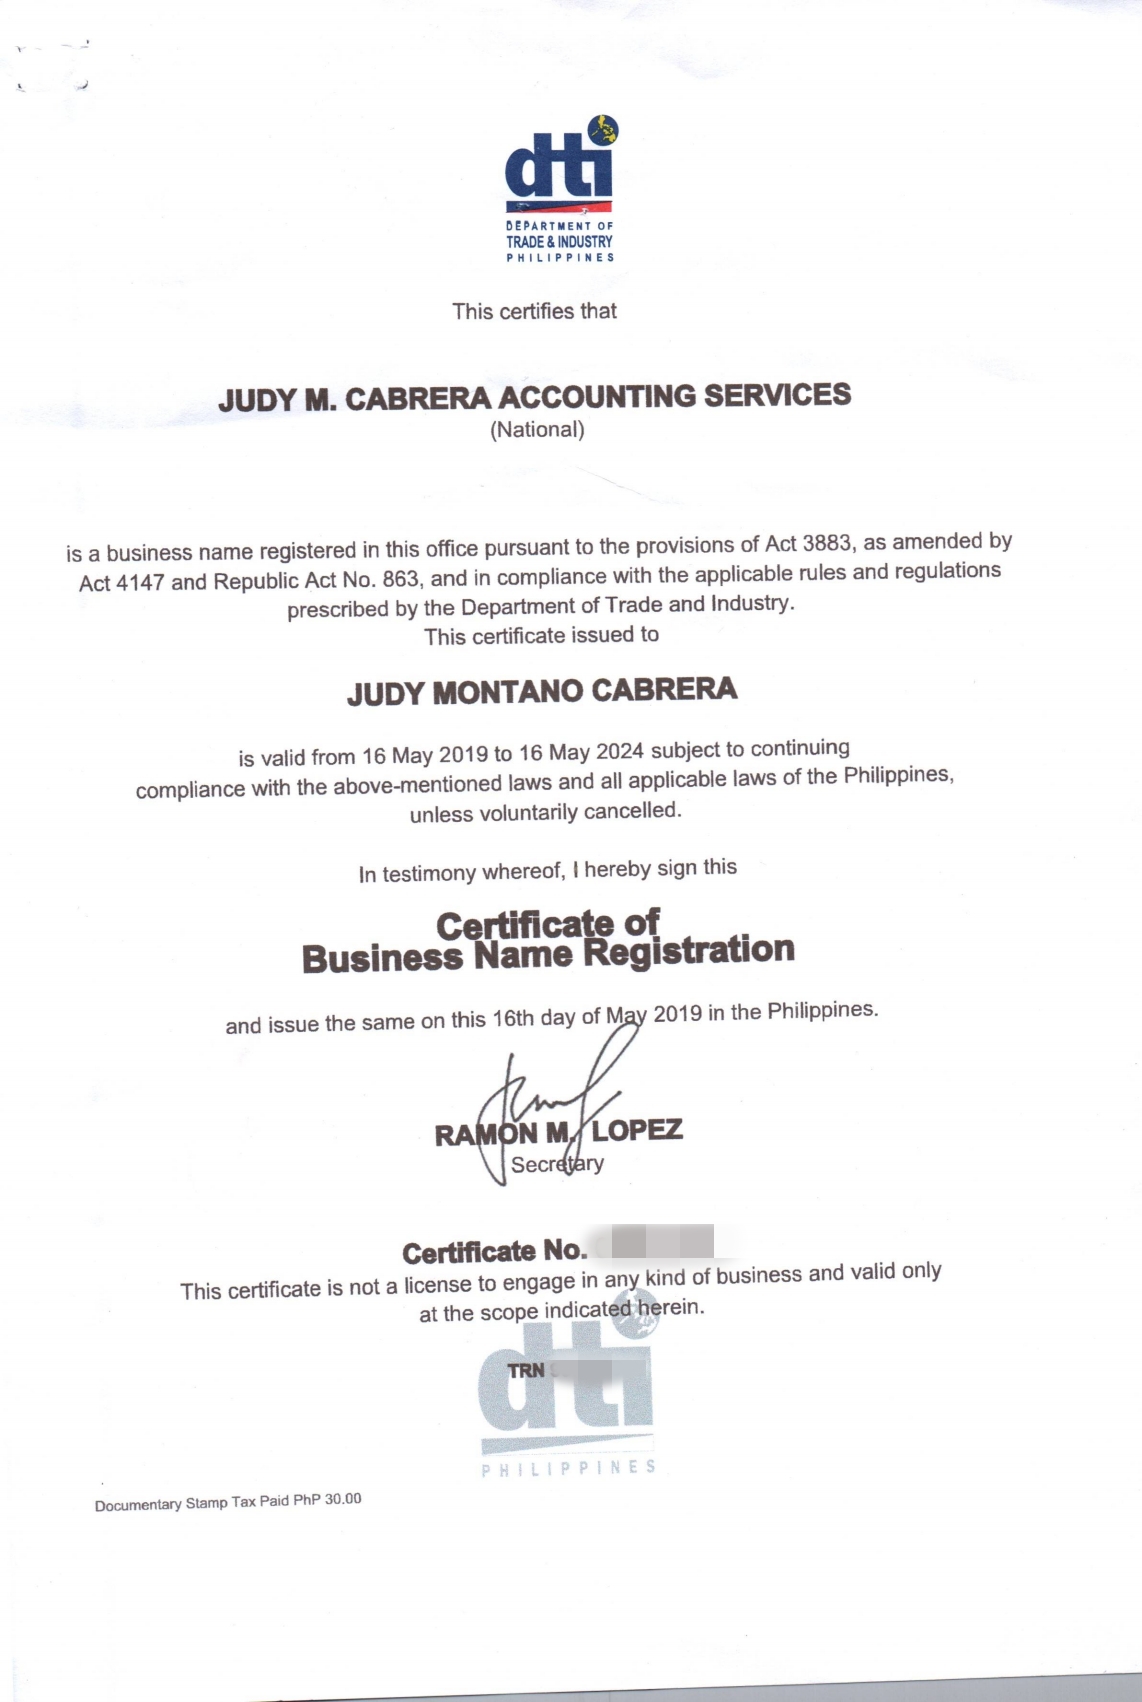 dti
DEPARTMENT OF
TRADE & INDUSTRY
PHILIPPINES
This certifies that
JUDY M. CABRERA ACCOUNTING SERVICES
(National)
is a business name registered in this office pursuant to the provisions of Act 3883, as amended by
Act 4147 and Republic Act No. 863, and in compliance with the applicable rules and regulations
prescribed by the Department of Trade and Industry.
This certificate issued to
JUDY MONTANO CABRERA
is valid from 16 May 2019 to 16 May 2024 subject to continuing
compliance with the above-mentioned laws and all applicable laws of the Philippines,
unless voluntarily cancelled.
In testimony whereof, I hereby sign this
Certificate of
Business Name Registration
and issue the same on this 16th day of May 2019 in the Philippines.
RAMON M. LOPEZ
Secretary
Certificate No.
This certificate is not a license to engage in any kind of business and valid only
at the scope indicated herein.
TRN
dti
PHILIPPINES
Documentary Stamp Tax Paid PhP 30.00